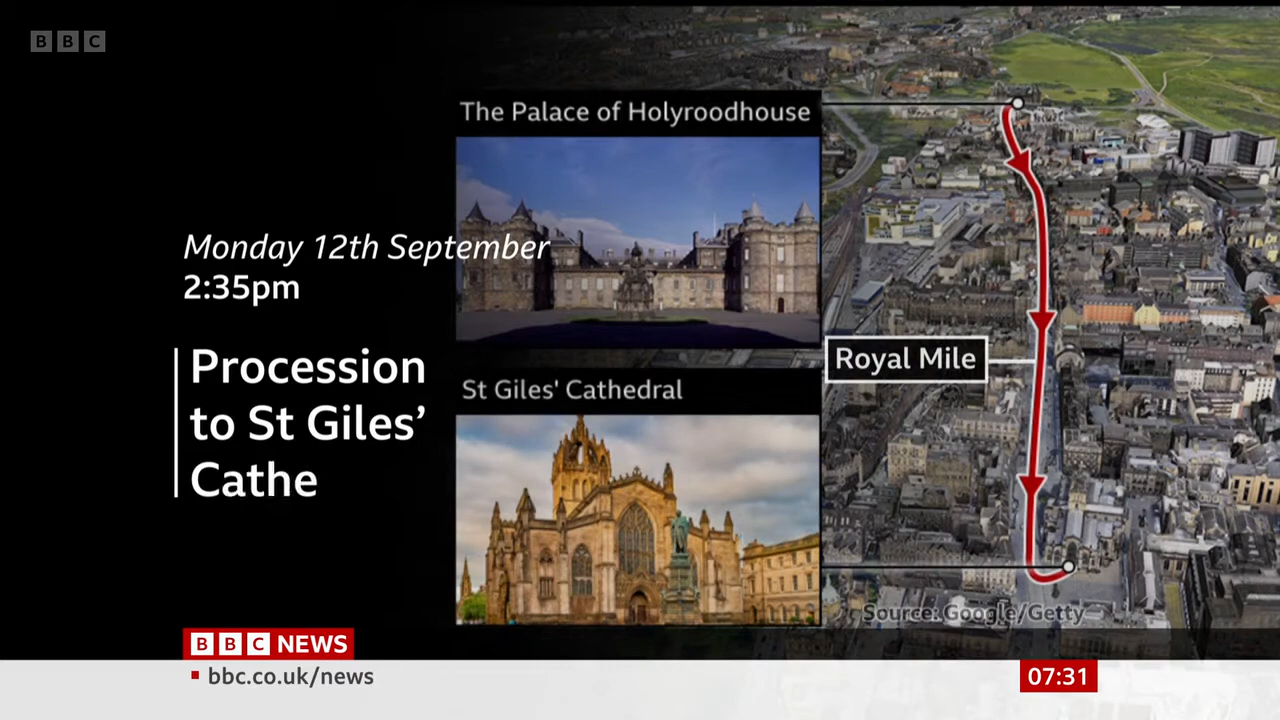 BBC
The Palace of Holyroodhouse
Monday 12th September
2:35pm
Royal Mile
Procession
to St Giles’
Cathe
St Giles' Cathedral
Source: Google/Getty
BBC NEWS
bbc.co.uk/news
07:31